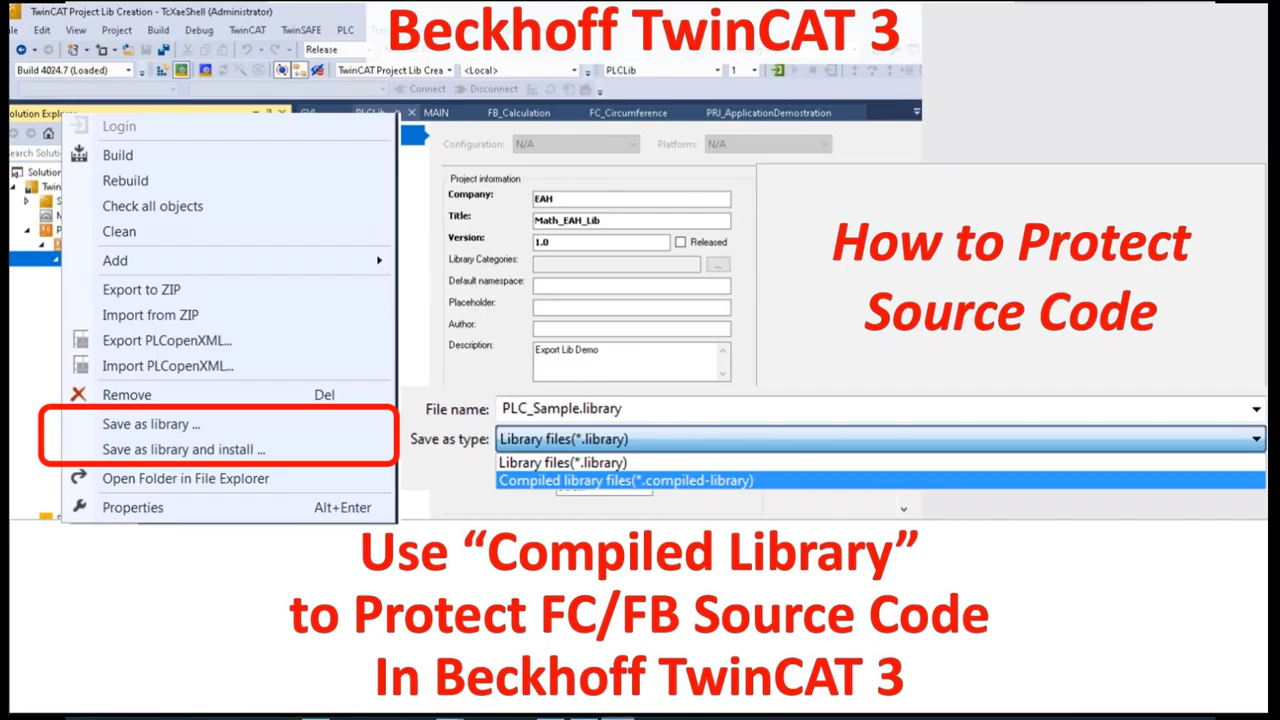 TwinCAT Project Lib Creation - TcXaeShell (Administrator)
Beckhoff TwinCAT 3
Edit View Project Build Debug TwinCAT TwinSAFE PLC
Release
Build 4024.7 (Loaded) TwinCAT Project Lib Crea <Local> PLCLib 1
Connect Disconnect
MAIN FB_Calculation FC_Circumference PRJ_ApplicationDemostration
Login
Build
Rebuild
Check all objects
Clean
Add
Export to ZIP
Import from ZIP
Export PLCopenXML...
Import PLCopenXML...
Remove Del
Save as library ...
Save as library and install ...
Open Folder in File Explorer
Properties Alt+Enter
Configuration: N/A Platform: N/A
Project information
Company: EAH
Title: Math_EAH_Lib
Version: 1.0 Released
Library Categories: ...
Default namespace:
Placeholder:
Author:
Description: Export Lib Demo
How to Protect
Source Code
File name: PLC_Sample.library
Save as type: Library files(*.library)
Library files(*.library)
Compiled library files(*.compiled-library)
Use “Compiled Library”
to Protect FC/FB Source Code
In Beckhoff TwinCAT 3